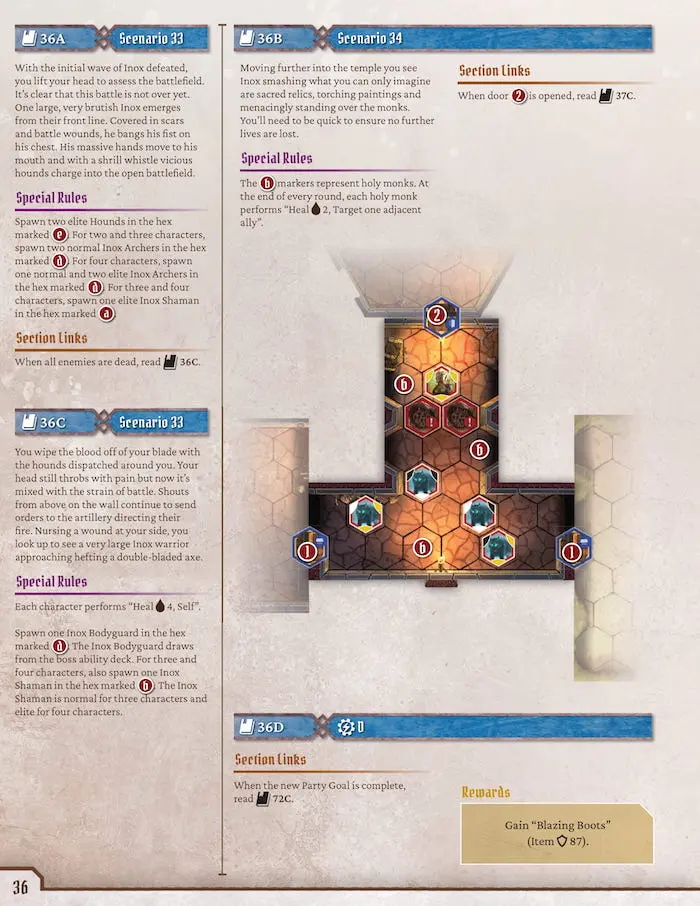 36A Scenario 33
With the initial wave of Inox defeated,
you lift your head to assess the battlefield.
It's clear that this battle is not over yet.
One large, very brutish Inox emerges
from their front line. Covered in scars
and battle wounds, he bangs his fist on
his chest. His massive hands move to his
mouth and with a shrill whistle vicious
hounds charge into the open battlefield.
Special Rules
Spawn two elite Hounds in the hex
marked e. For two and three characters,
spawn two normal Inox Archers in the hex
marked d. For four characters, spawn
one normal and two elite Inox Archers in
the hex marked d. For three and four
characters, spawn one elite Inox Shaman
in the hex marked a.
Section Links
When all enemies are dead, read 36C.
36C Scenario 33
You wipe the blood off of your blade with
the hounds dispatched around you. Your
head still throbs with pain but now it's
mixed with the strain of battle. Shouts
from above on the wall continue to send
orders to the artillery directing their
fire. Nursing a wound at your side, you
look up to see a very large Inox warrior
approaching hefting a double-bladed axe.
Special Rules
Each character performs “Heal 4, Self”.
Spawn one Inox Bodyguard in the hex
marked d. The Inox Bodyguard draws
from the boss ability deck. For three and
four characters, also spawn one Inox
Shaman in the hex marked b. The Inox
Shaman is normal for three characters and
elite for four characters.
36B Scenario 34
Moving further into the temple you see
Inox smashing what you can only imagine
are sacred relics, torching paintings and
menacingly standing over the monks.
You'll need to be quick to ensure no further
lives are lost.
Special Rules
The b markers represent holy monks. At
the end of every round, each holy monk
performs “Heal 2, Target one adjacent
ally”.
Section Links
When door 2 is opened, read 37C.
2
b
! !
b
1 b 1
36D D
Section Links
When the new Party Goal is complete,
read 72C.
Rewards
Gain “Blazing Boots”
(Item 87).
36